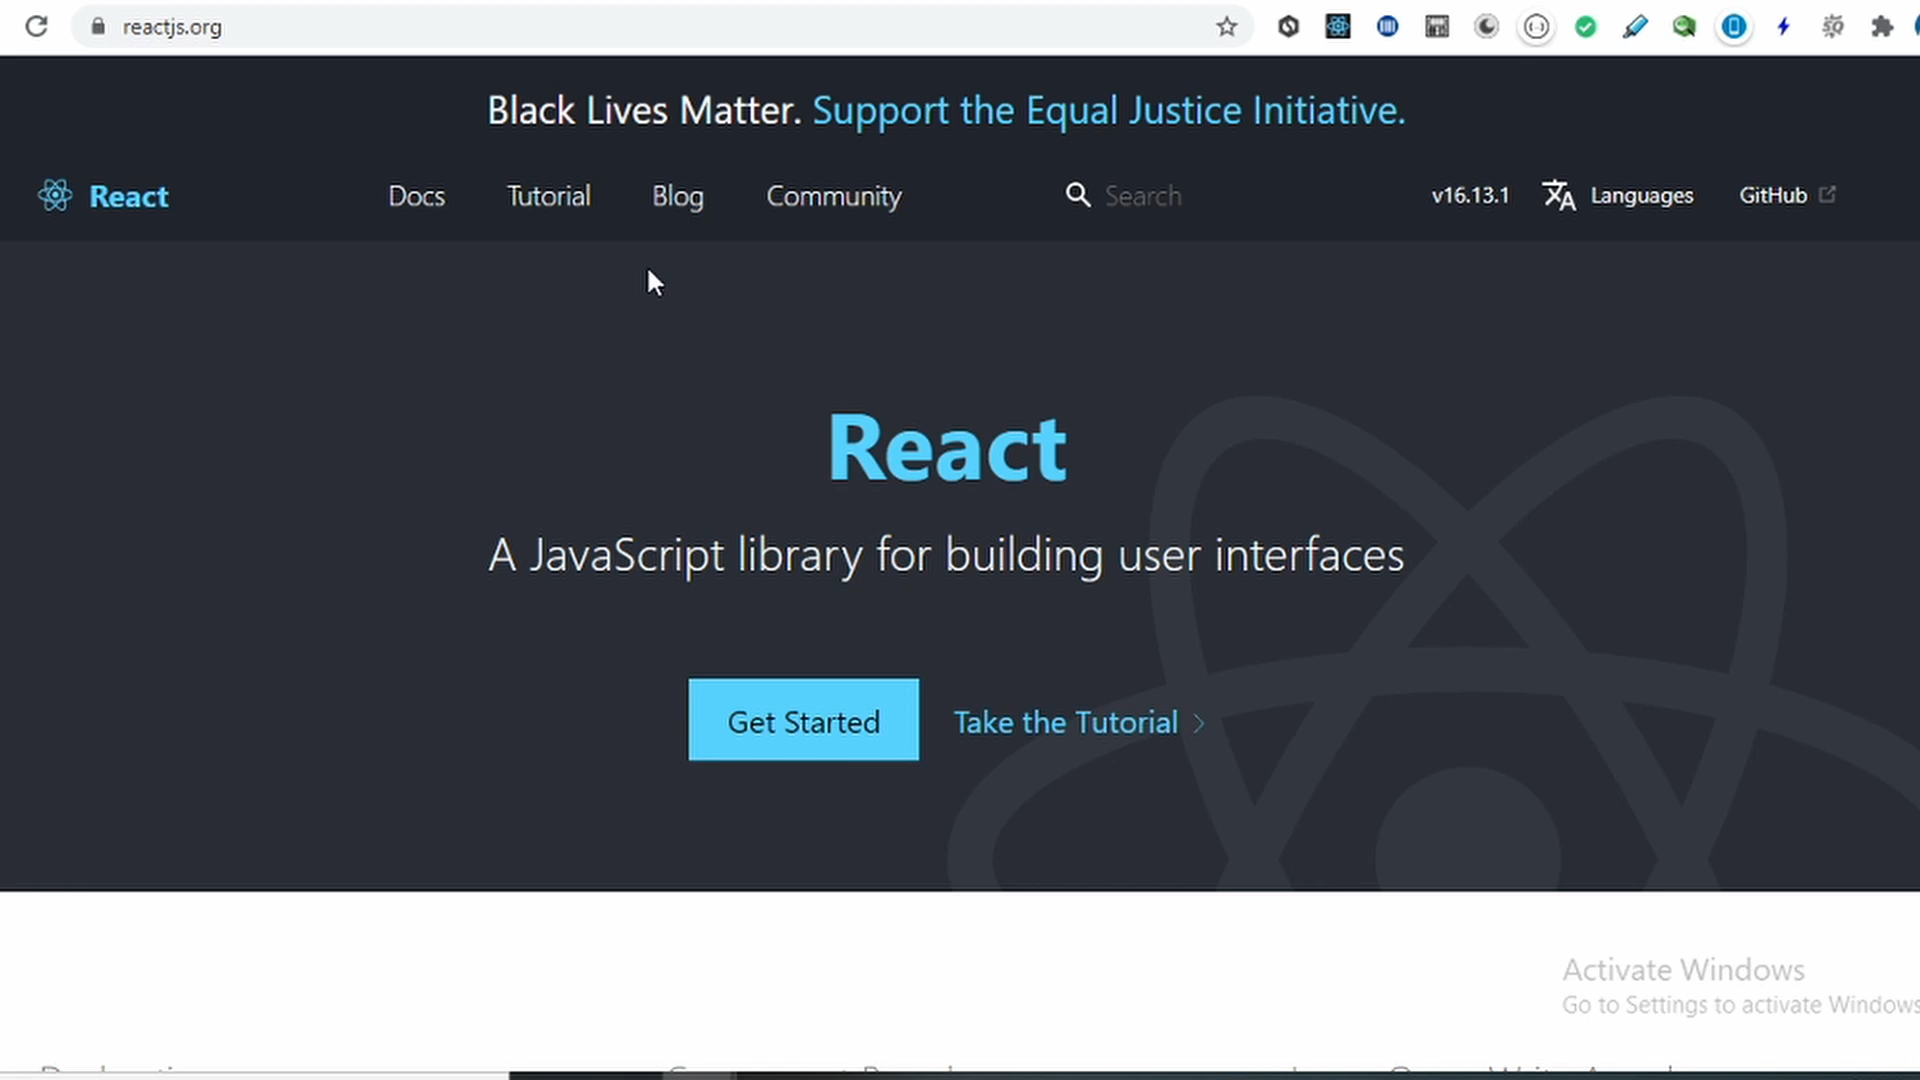 reactjs.org
Black Lives Matter. Support the Equal Justice Initiative.
React
Docs
Tutorial
Blog
Community
Search
v16.13.1
Languages
GitHub
React
A JavaScript library for building user interfaces
Get Started
Take the Tutorial
Activate Windows
Go to Settings to activate Windows